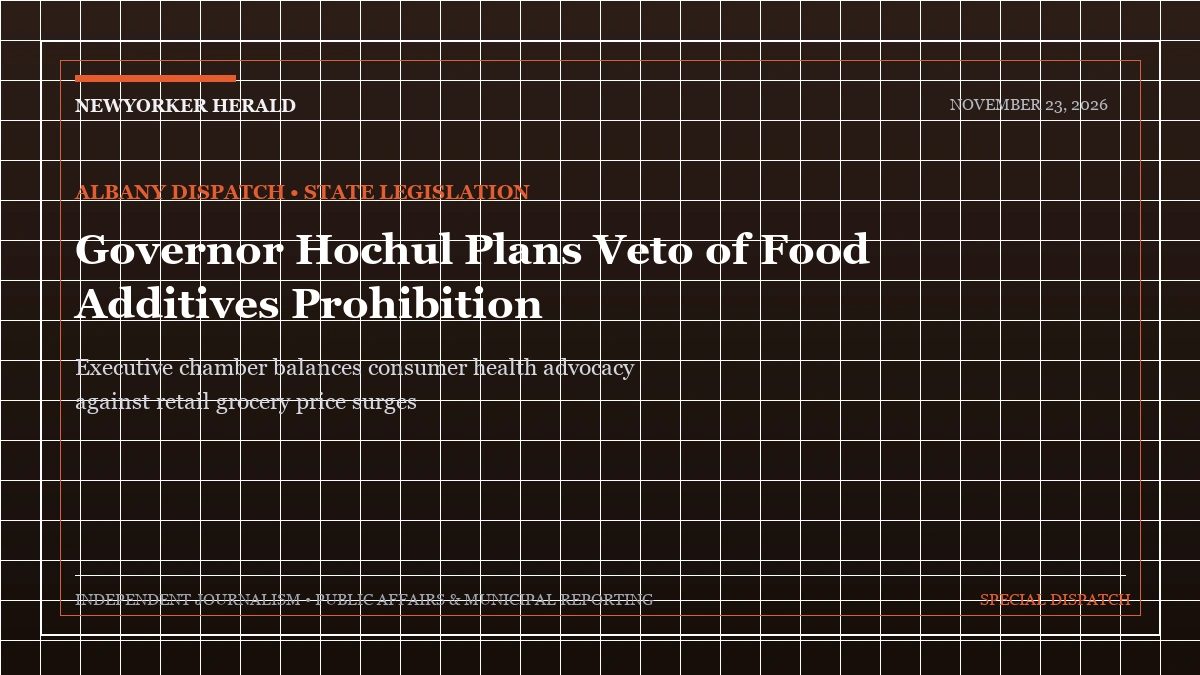 NEWYORKER HERALD
NOVEMBER 23, 2026
ALBANY DISPATCH • STATE LEGISLATION
Governor Hochul Plans Veto of Food
Additives Prohibition
Executive chamber balances consumer health advocacy
against retail grocery price surges
INDEPENDENT JOURNALISM • PUBLIC AFFAIRS & MUNICIPAL REPORTING
SPECIAL DISPATCH